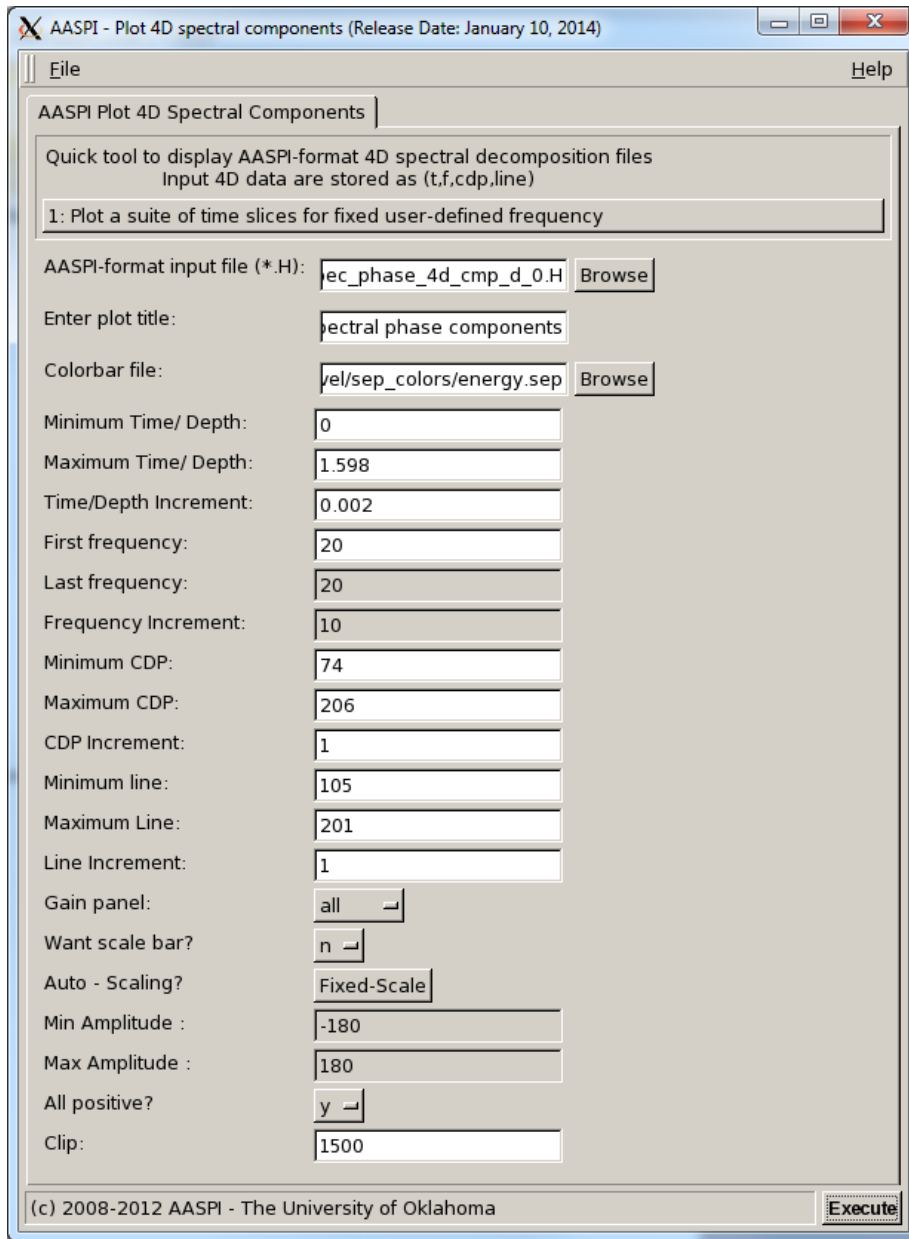 AASPI - Plot 4D spectral components (Release Date: January 10, 2014)
File Help
AASPI Plot 4D Spectral Components
Quick tool to display AASPI-format 4D spectral decomposition files
Input 4D data are stored as (t,f,cdp,line)
1: Plot a suite of time slices for fixed user-defined frequency
AASPI-format input file (*.H): ec_phase_4d_cmp_d_0.H Browse
Enter plot title: ectral phase components
Colorbar file: vel/sep_colors/energy.sep Browse
Minimum Time/ Depth: 0
Maximum Time/ Depth: 1.598
Time/Depth Increment: 0.002
First frequency: 20
Last frequency: 20
Frequency Increment: 10
Minimum CDP: 74
Maximum CDP: 206
CDP Increment: 1
Minimum line: 105
Maximum Line: 201
Line Increment: 1
Gain panel: all
Want scale bar? n
Auto - Scaling? Fixed-Scale
Min Amplitude : -180
Max Amplitude : 180
All positive? y
Clip: 1500
(c) 2008-2012 AASPI - The University of Oklahoma Execute